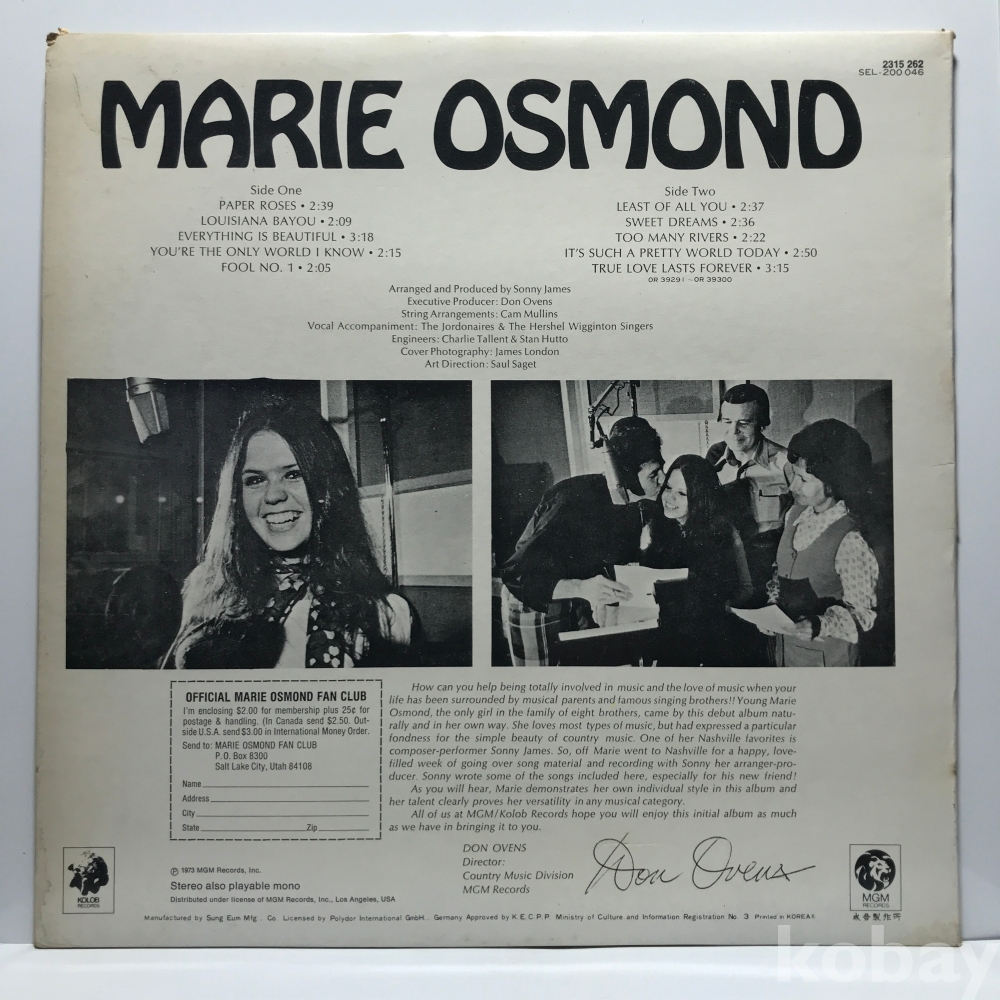 2315 262
SEL-200 046
MARIE OSMOND
Side One
PAPER ROSES • 2:39
LOUISIANA BAYOU • 2:09
EVERYTHING IS BEAUTIFUL • 3:18
YOU'RE THE ONLY WORLD I KNOW • 2:15
FOOL NO. 1 • 2:05
Side Two
LEAST OF ALL YOU • 2:37
SWEET DREAMS • 2:36
TOO MANY RIVERS • 2:22
IT'S SUCH A PRETTY WORLD TODAY • 2:50
TRUE LOVE LASTS FOREVER • 3:15
OR 39291 ~ OR 39300
Arranged and Produced by Sonny James
Executive Producer: Don Ovens
String Arrangements: Cam Mullins
Vocal Accompaniment: The Jordonaires & The Hershel Wigginton Singers
Engineers: Charlie Tallent & Stan Hutto
Cover Photography: James London
Art Direction: Saul Saget
OFFICIAL MARIE OSMOND FAN CLUB
I'm enclosing $2.00 for membership plus 25¢ for
postage & handling. (In Canada send $2.50. Out-
side U.S.A. send $3.00 in International Money Order.
Send to: MARIE OSMOND FAN CLUB
P.O. Box 8300
Salt Lake City, Utah 84108
Name
Address
City
State Zip
How can you help being totally involved in music and the love of music when your
life has been surrounded by musical parents and famous singing brothers!! Young Marie
Osmond, the only girl in the family of eight brothers, came by this debut album natu-
rally and in her own way. She loves most types of music, but had expressed a particular
fondness for the simple beauty of country music. One of her Nashville favorites is
composer-performer Sonny James. So, off Marie went to Nashville for a happy, love-
filled week of going over song material and recording with Sonny her arranger-pro-
ducer. Sonny wrote some of the songs included here, especially for his new friend!
As you will hear, Marie demonstrates her own individual style in this album and
her talent clearly proves her versatility in any musical category.
All of us at MGM/Kolob Records hope you will enjoy this initial album as much
as we have in bringing it to you.
DON OVENS
Director:
Country Music Division
MGM Records
Don Ovens
KOLOB
RECORDS
℗ 1973 MGM Records, Inc.
Stereo also playable mono
Distributed under license of MGM Records, Inc., Los Angeles, USA
MGM
RECORDS
成音製作所
Manufactured by Sung Eum Mfg. Co. Licensed by Polydor International GmbH., Germany Approved by K.E.C.P.P. Ministry of Culture and Information Registration No. 3 Printed in KOREA
kobay